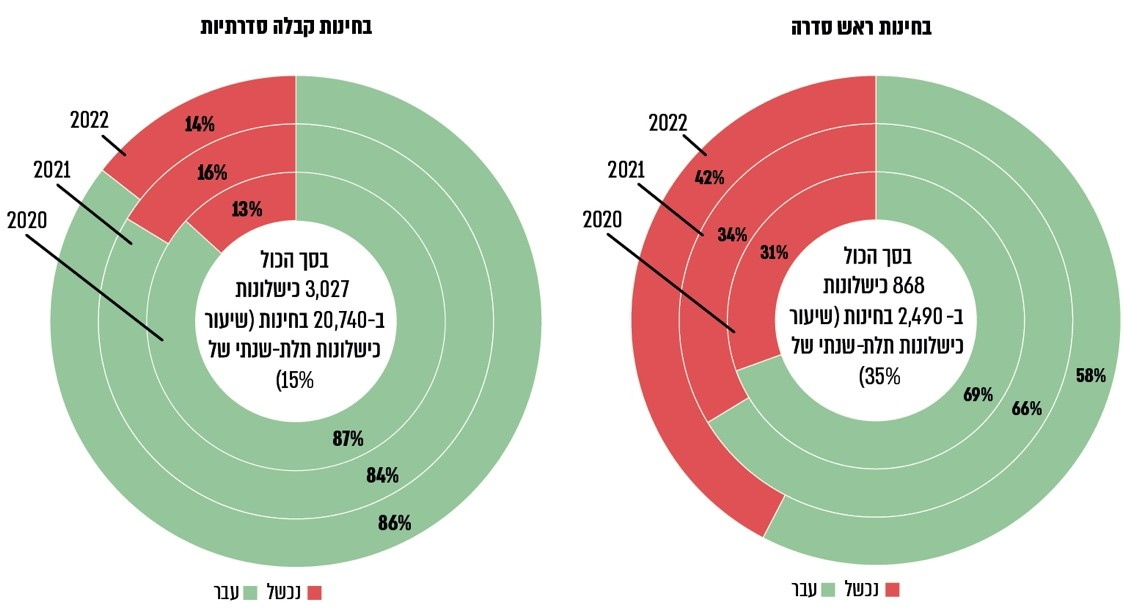 בחינות ראש סדרה
2022
2021
2020
42%
34%
31%
בסך הכול
868 כישלונות
ב- 2,490 בחינות (שיעור
כישלונות תלת-שנתי של
35%)
69%
66%
58%
נכשל
עבר
בחינות קבלה סדרתיות
2022
2021
2020
14%
16%
13%
בסך הכול
3,027 כישלונות
ב-20,740 בחינות (שיעור
כישלונות תלת-שנתי של
15%)
87%
84%
86%
נכשל
עבר